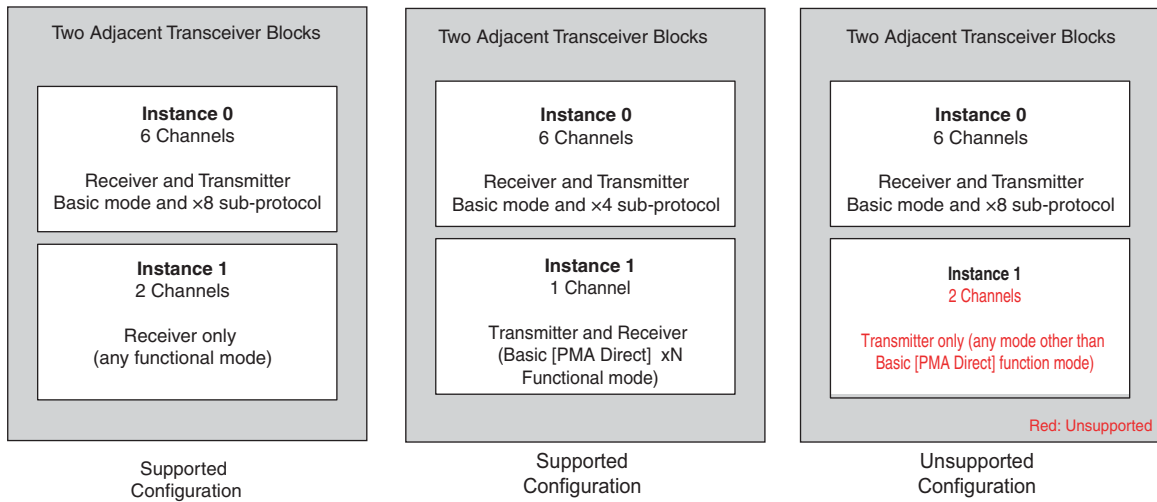 Two Adjacent Transceiver Blocks
Instance 0
6 Channels
Receiver and Transmitter
Basic mode and ×8 sub-protocol
Instance 1
2 Channels
Receiver only
(any functional mode)
Supported
Configuration
Two Adjacent Transceiver Blocks
Instance 0
6 Channels
Receiver and Transmitter
Basic mode and ×4 sub-protocol
Instance 1
1 Channel
Transmitter and Receiver
(Basic [PMA Direct] xN
Functional mode)
Supported
Configuration
Two Adjacent Transceiver Blocks
Instance 0
6 Channels
Receiver and Transmitter
Basic mode and ×8 sub-protocol
Instance 1
2 Channels
Transmitter only (any mode other than
Basic [PMA Direct] function mode)
Red: Unsupported
Unsupported
Configuration